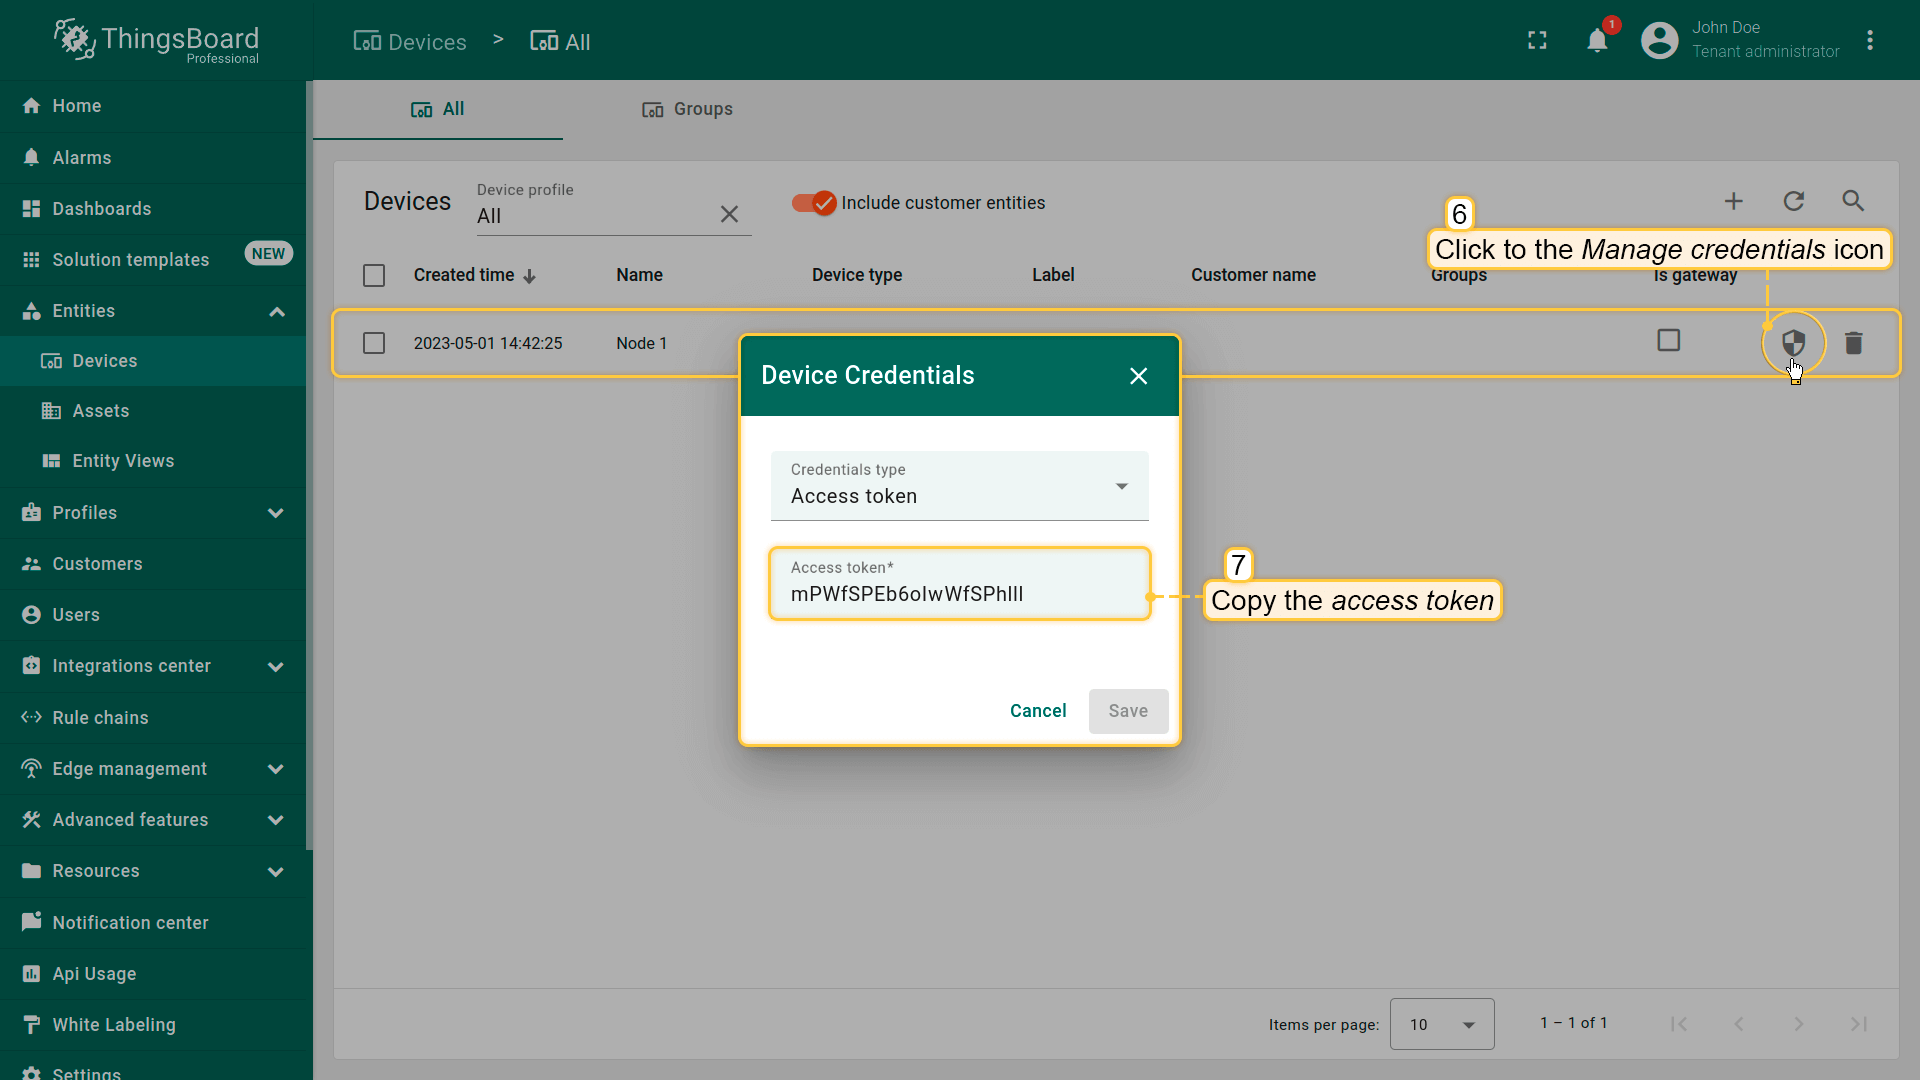 ThingsBoard
Professional
Devices > All
1
John Doe
Tenant administrator
Home
Alarms
Dashboards
Solution templates NEW
Entities
Devices
Assets
Entity Views
Profiles
Customers
Users
Integrations center
Rule chains
Edge management
Advanced features
Resources
Notification center
Api Usage
White Labeling
Settings
All Groups
Devices
Device profile
All
Include customer entities
6
Click to the Manage credentials icon
Created time Name Device type Label Customer name Groups Is gateway
2023-05-01 14:42:25 Node 1
Device Credentials
Credentials type
Access token
Access token*
mPWfSPEb6oIwWfSPhlll
7
Copy the access token
Cancel Save
Items per page: 10 1 – 1 of 1